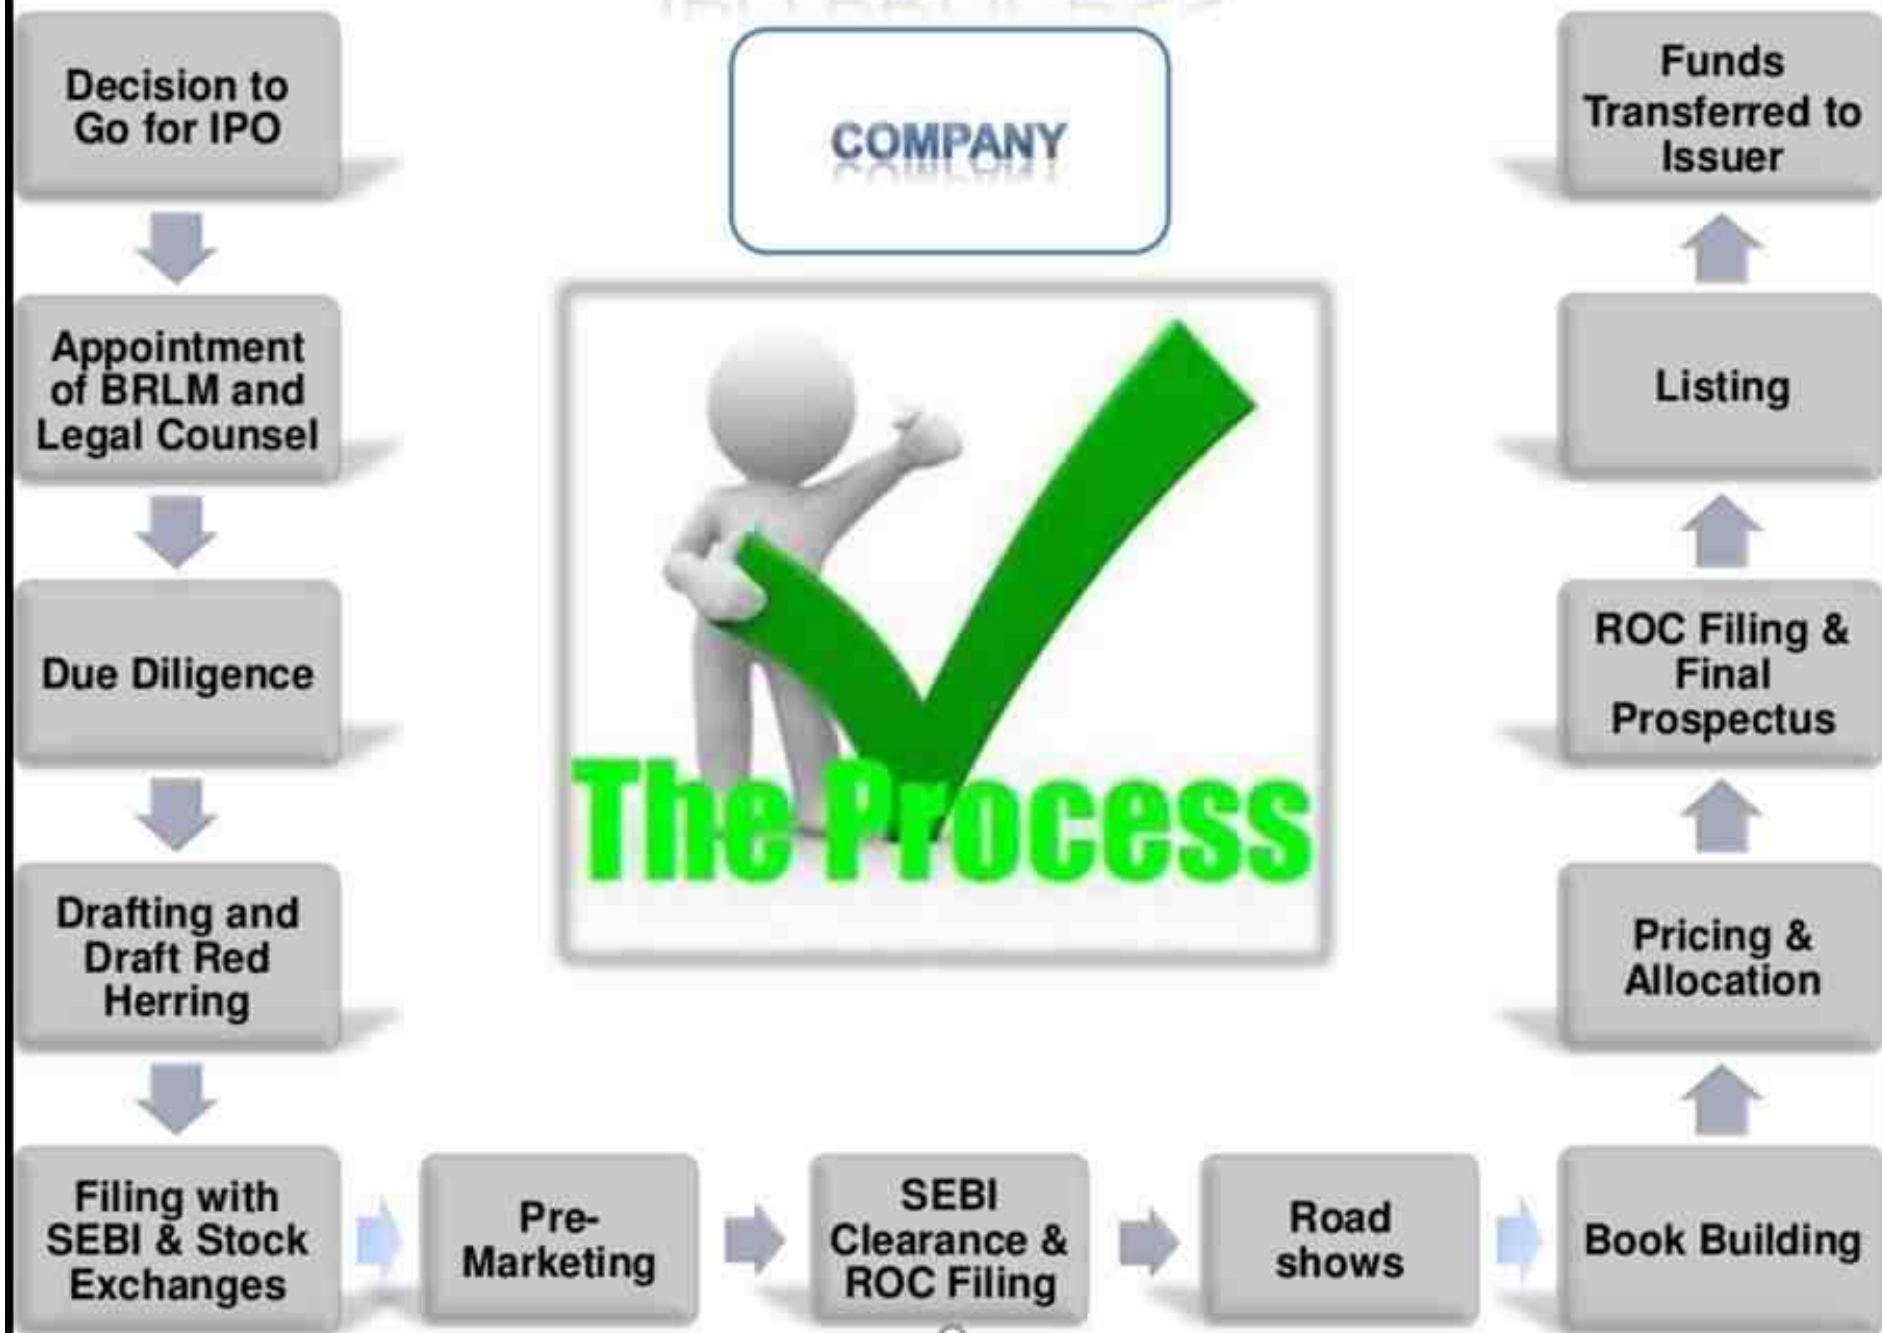 Decision to
Go for IPO
Appointment
of BRLM and
Legal Counsel
Due Diligence
Drafting and
Draft Red
Herring
Filing with
SEBI & Stock
Exchanges
Pre-
Marketing
SEBI
Clearance &
ROC Filing
Road
shows
Book Building
Pricing &
Allocation
ROC Filing &
Final
Prospectus
Listing
Funds
Transferred to
Issuer
COMPANY
The Process